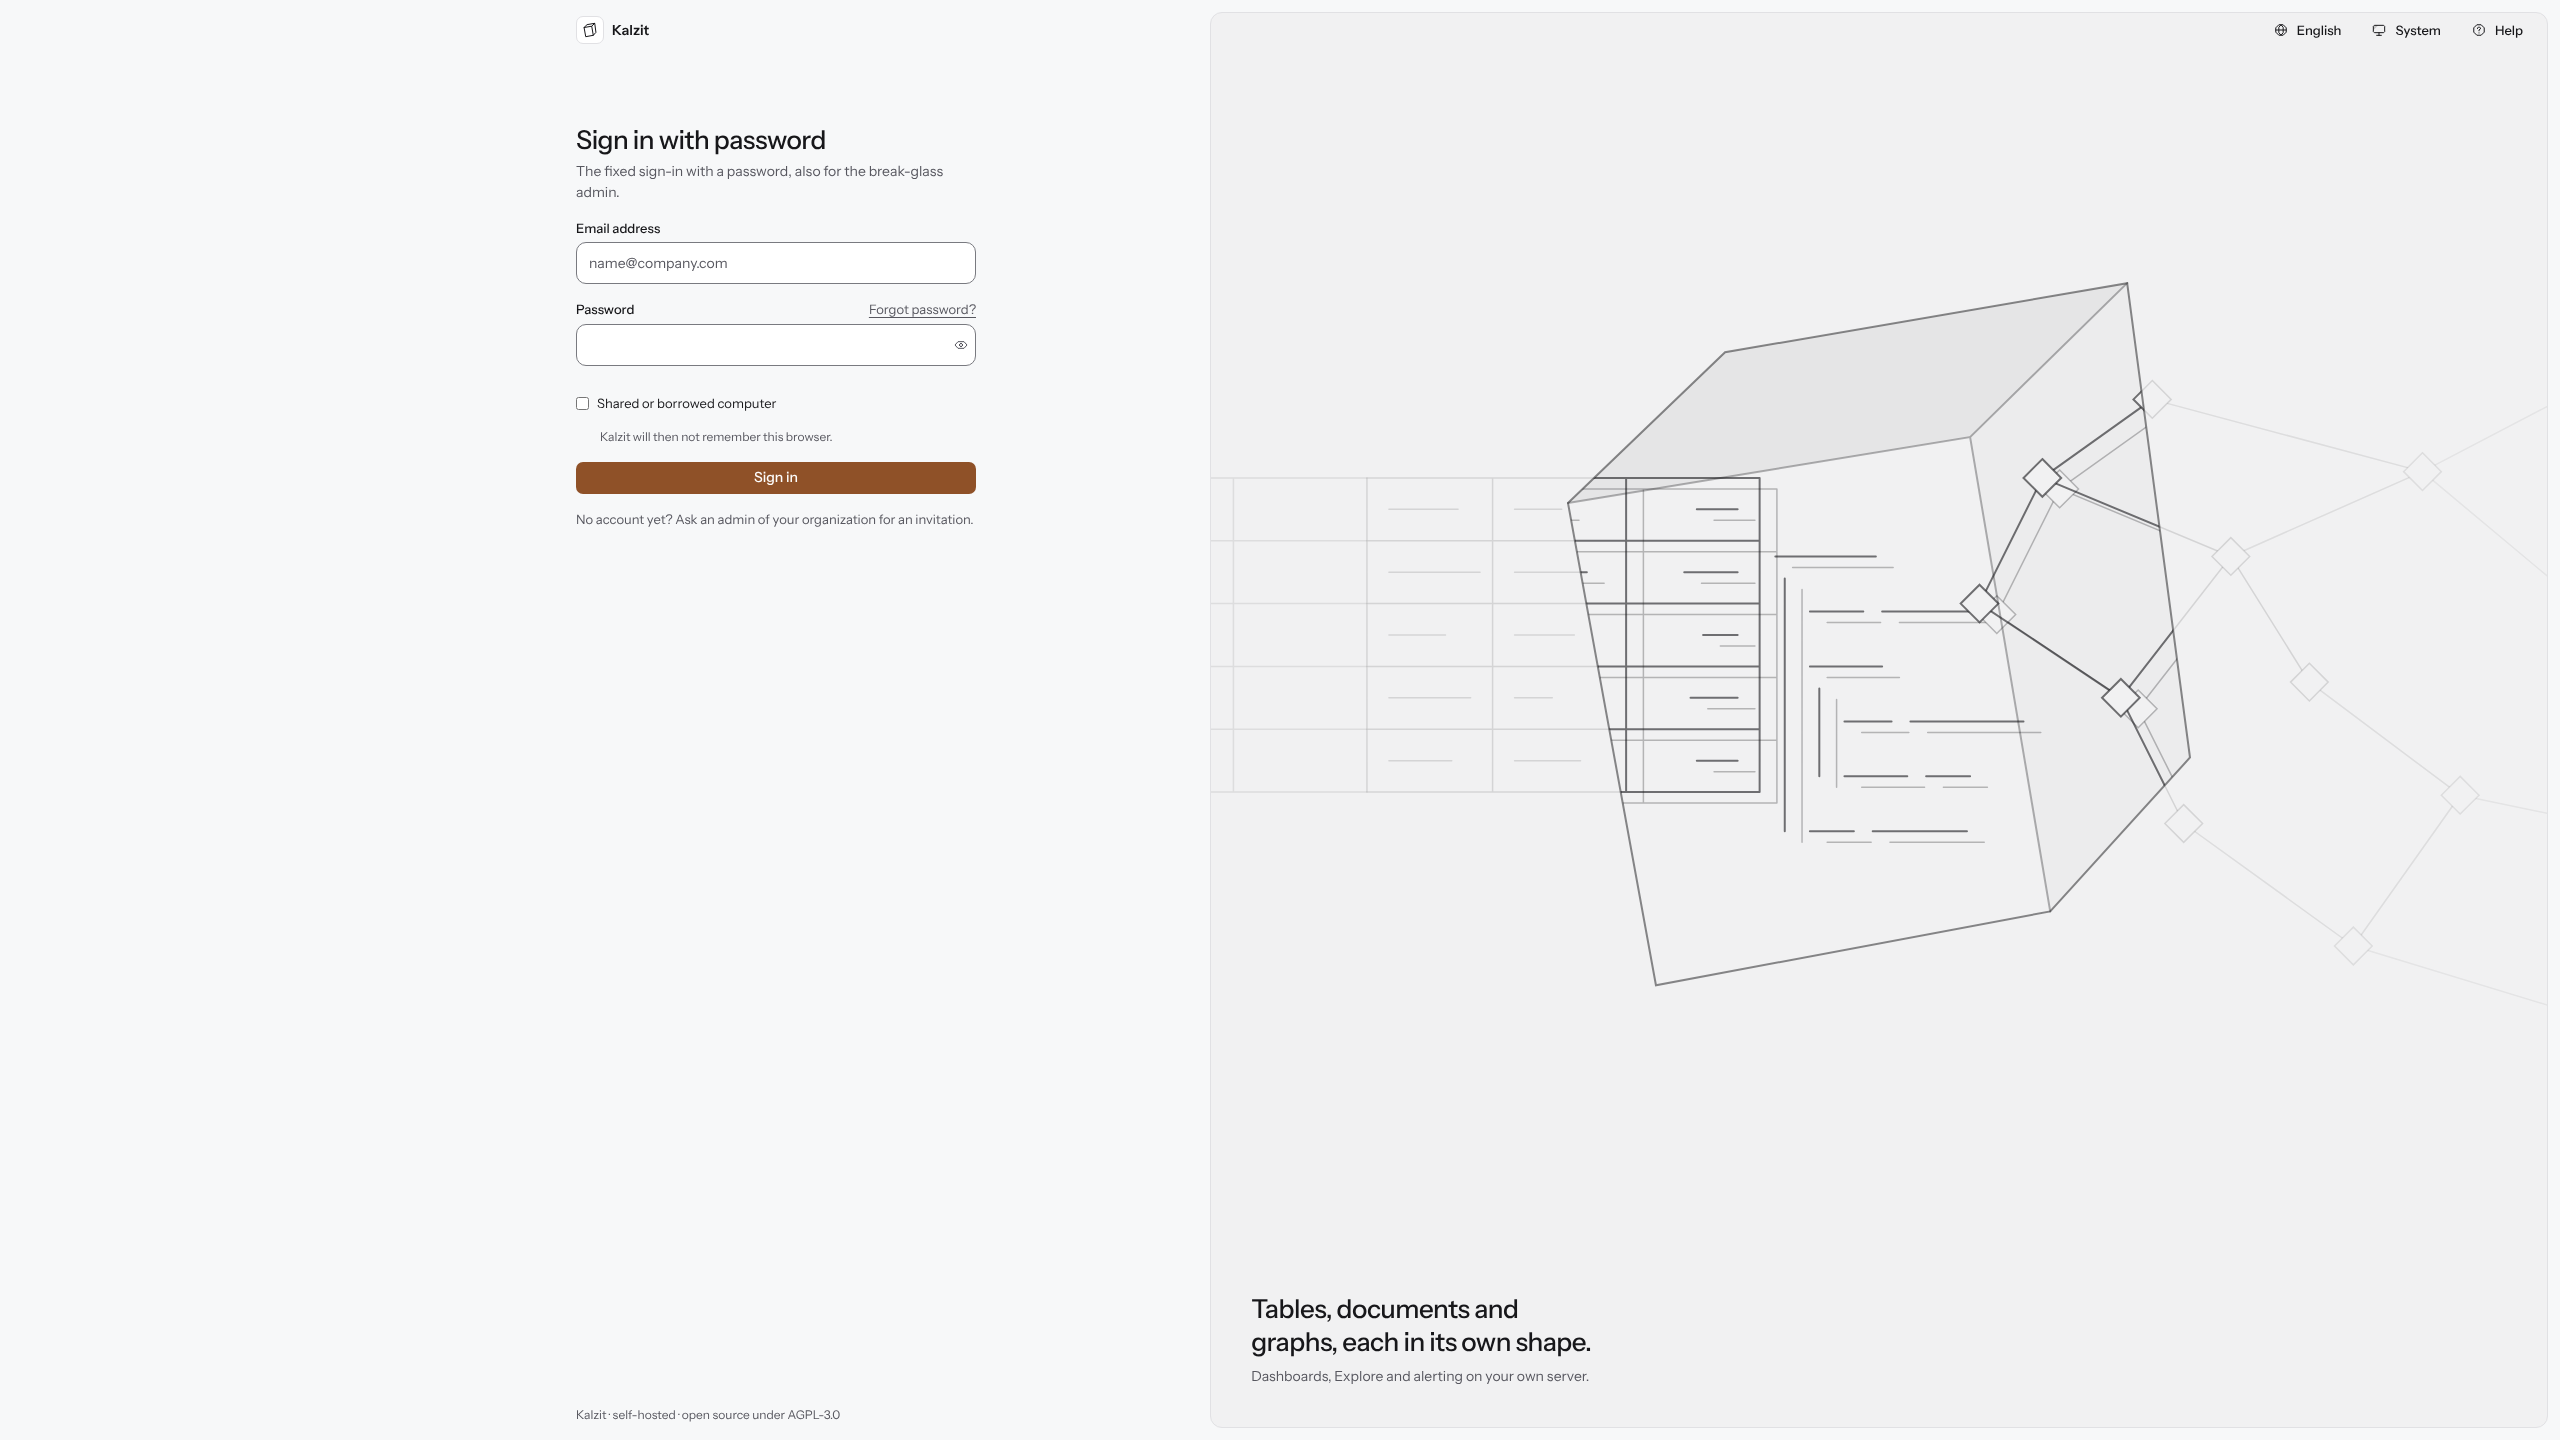 Kalzit
English
System
Help
Sign in with password
The fixed sign-in with a password, also for the break-glass
admin.
Email address
name@company.com
Password
Forgot password?
Shared or borrowed computer
Kalzit will then not remember this browser.
Sign in
No account yet? Ask an admin of your organization for an invitation.
Tables, documents and
graphs, each in its own shape.
Dashboards, Explore and alerting on your own server.
Kalzit · self-hosted · open source under AGPL-3.0